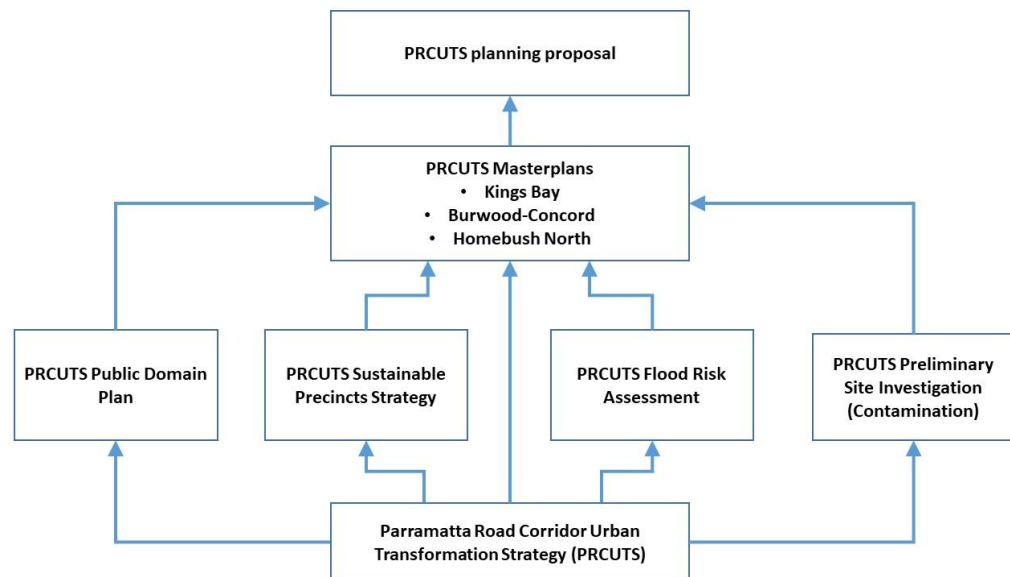 PRCUTS planning proposal
PRCUTS Masterplans
• Kings Bay
• Burwood-Concord
• Homebush North
PRCUTS Public Domain
Plan
PRCUTS Sustainable
Precincts Strategy
PRCUTS Flood Risk
Assessment
PRCUTS Preliminary
Site Investigation
(Contamination)
Parramatta Road Corridor Urban
Transformation Strategy (PRCUTS)